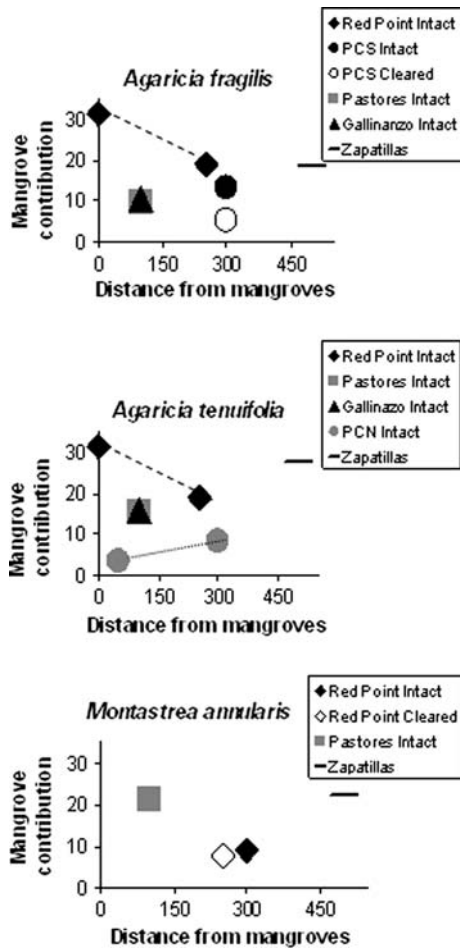 Red Point Intact
PCS Intact
PCS Cleared
Pastores Intact
Gallinanzo Intact
Zapatillas
Agaricia fragilis
Mangrove
contribution
30
20
10
0
0 150 300 450
Distance from mangroves
Red Point Intact
Pastores Intact
Gallinazo Intact
PCN Intact
Zapatillas
Agaricia tenuifolia
Mangrove
contribution
30
20
10
0
0 150 300 450
Distance from mangroves
Red Point Intact
Red Point Cleared
Pastores Intact
Zapatillas
Montastrea annularis
Mangrove
contribution
30
20
10
0
0 150 300 450
Distance from mangroves